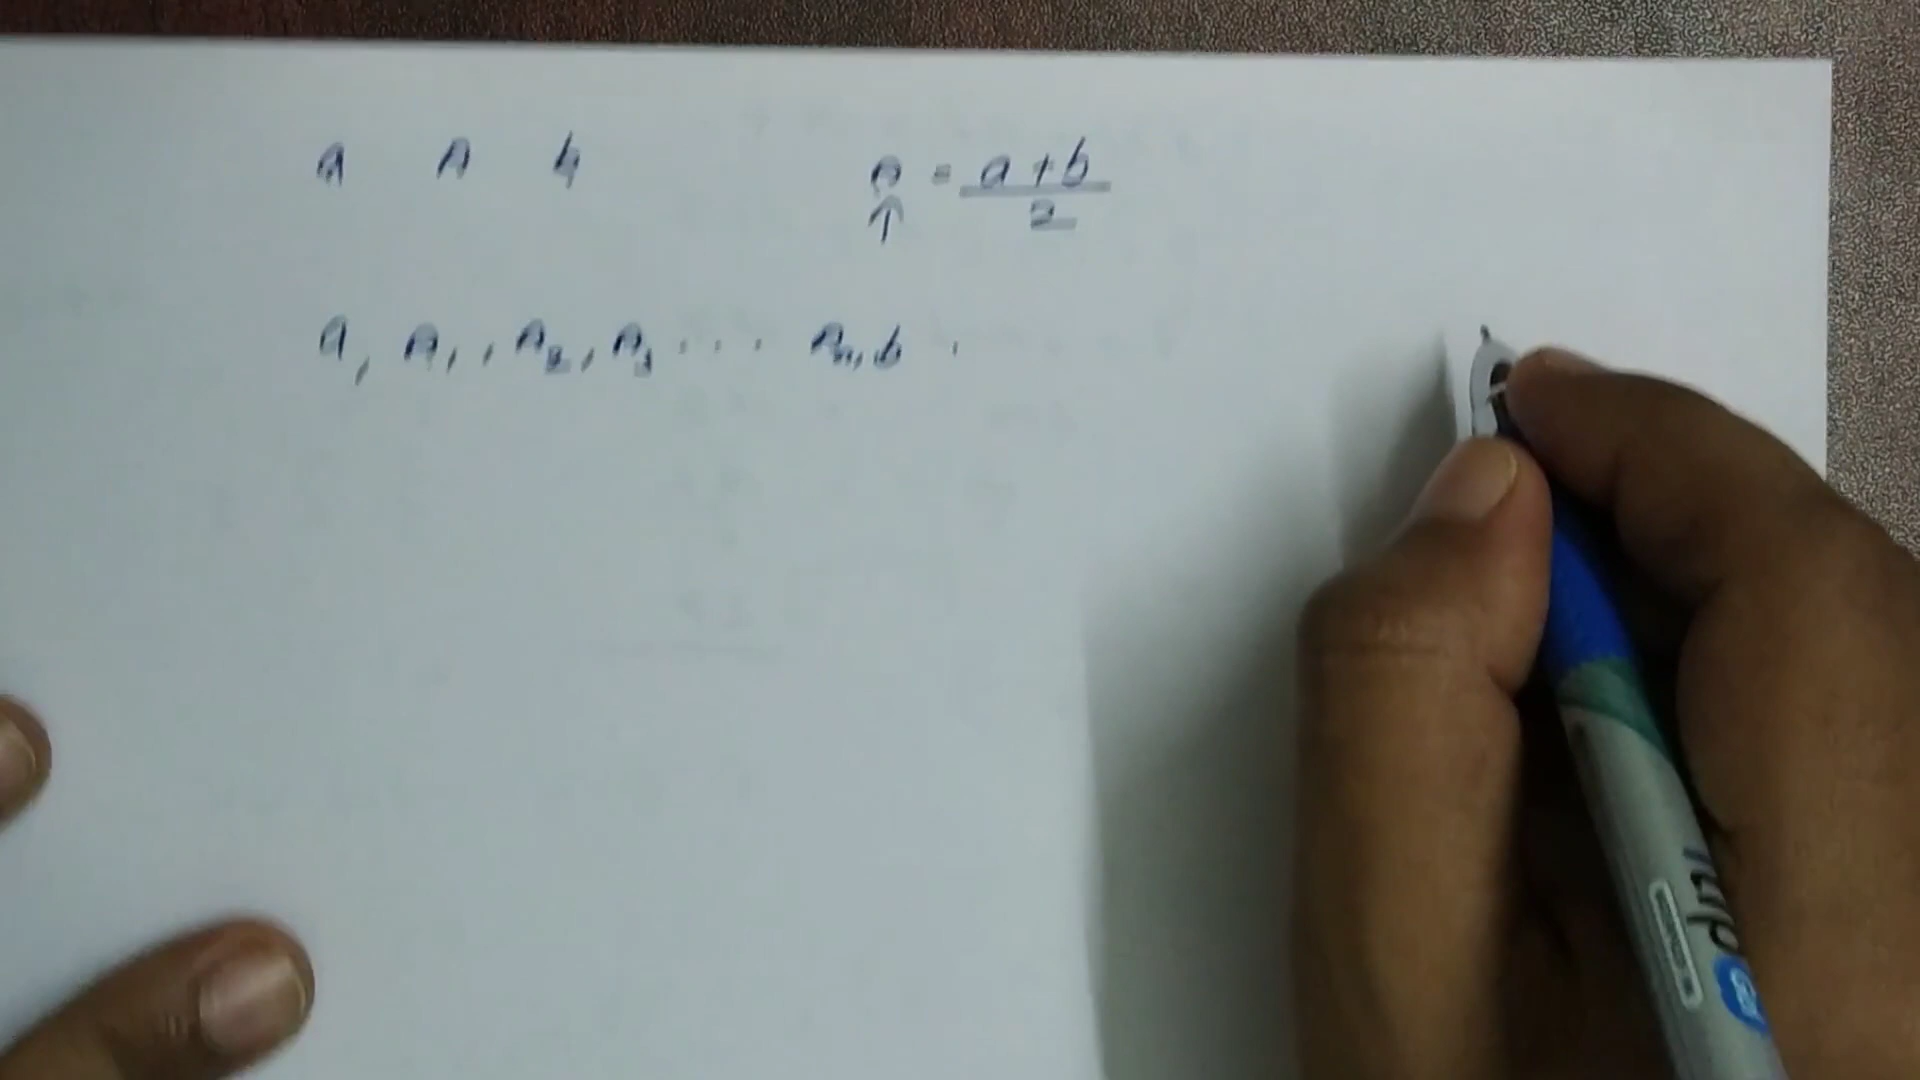 a A b A = a + b / 2
↑
a, A₁, A₂, A₃ . . . Aₙ, b .